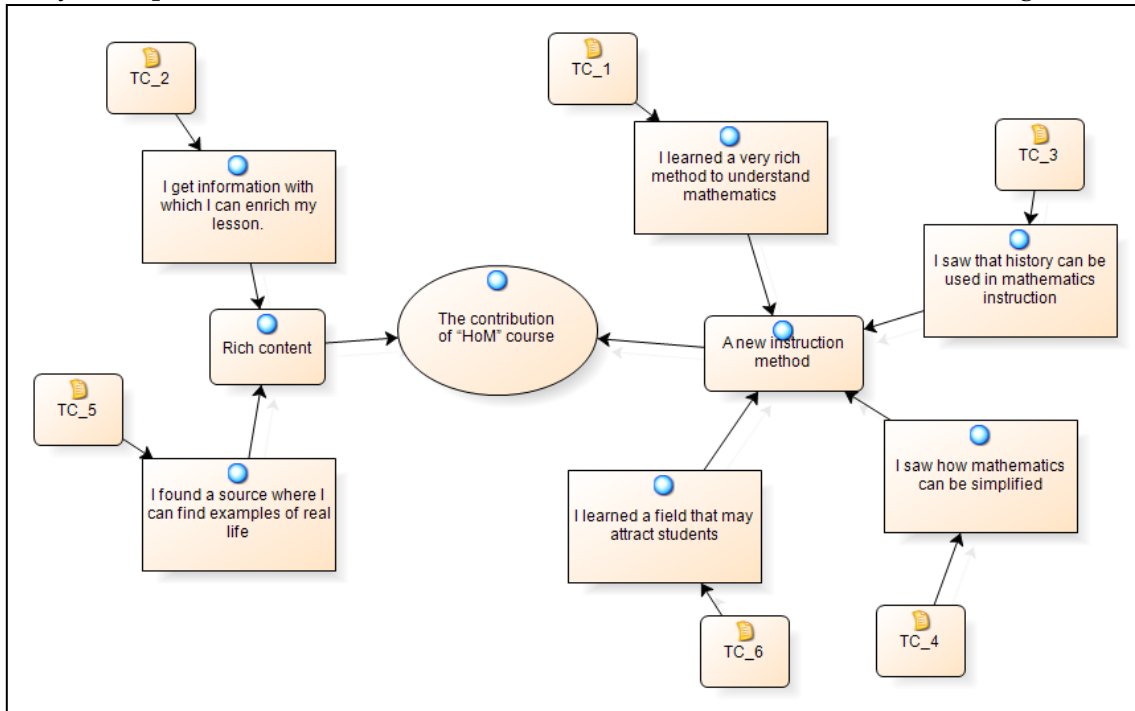 TC_2
TC_1
TC_3
I get information with
which I can enrich my
lesson.
I learned a very rich
method to understand
mathematics
I saw that history can be
used in mathematics
instruction
Rich content
The contribution
of “HoM” course
A new instruction
method
TC_5
I found a source where I
can find examples of real
life
I learned a field that may
attract students
I saw how mathematics
can be simplified
TC_6
TC_4